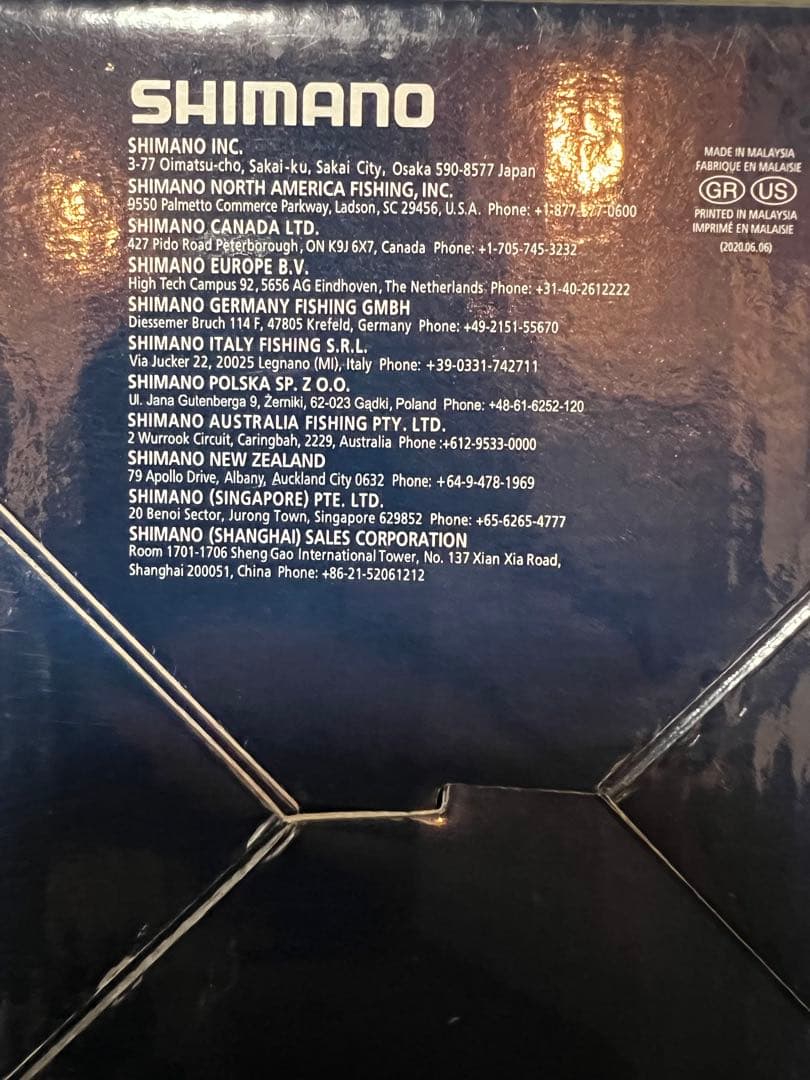 SHIMANO
SHIMANO INC.
3-77 Oimatsu-cho, Sakai-ku, Sakai City, Osaka 590-8577 Japan
SHIMANO NORTH AMERICA FISHING, INC.
9550 Palmetto Commerce Parkway, Ladson, SC 29456, U.S.A. Phone: +1-877-577-0600
SHIMANO CANADA LTD.
427 Pido Road Peterborough, ON K9J 6X7, Canada Phone: +1-705-745-3232
SHIMANO EUROPE B.V.
High Tech Campus 92, 5656 AG Eindhoven, The Netherlands Phone: +31-40-2612222
SHIMANO GERMANY FISHING GMBH
Diessemer Bruch 114 F, 47805 Krefeld, Germany Phone: +49-2151-55670
SHIMANO ITALY FISHING S.R.L.
Via Jucker 22, 20025 Legnano (MI), Italy Phone: +39-0331-742711
SHIMANO POLSKA SP. Z O.O.
Ul. Jana Gutenberga 9, Żerniki, 62-023 Gądki, Poland Phone: +48-61-6252-120
SHIMANO AUSTRALIA FISHING PTY. LTD.
2 Wurrook Circuit, Caringbah, 2229, Australia Phone :+612-9533-0000
SHIMANO NEW ZEALAND
79 Apollo Drive, Albany, Auckland City 0632 Phone: +64-9-478-1969
SHIMANO (SINGAPORE) PTE. LTD.
20 Benoi Sector, Jurong Town, Singapore 629852 Phone: +65-6265-4777
SHIMANO (SHANGHAI) SALES CORPORATION
Room 1701-1706 Sheng Gao International Tower, No. 137 Xian Xia Road,
Shanghai 200051, China Phone: +86-21-52061212
MADE IN MALAYSIA
FABRIQUE EN MALAISIE
GR US
PRINTED IN MALAYSIA
IMPRIMÉ EN MALAISIE
(2020.06.06)